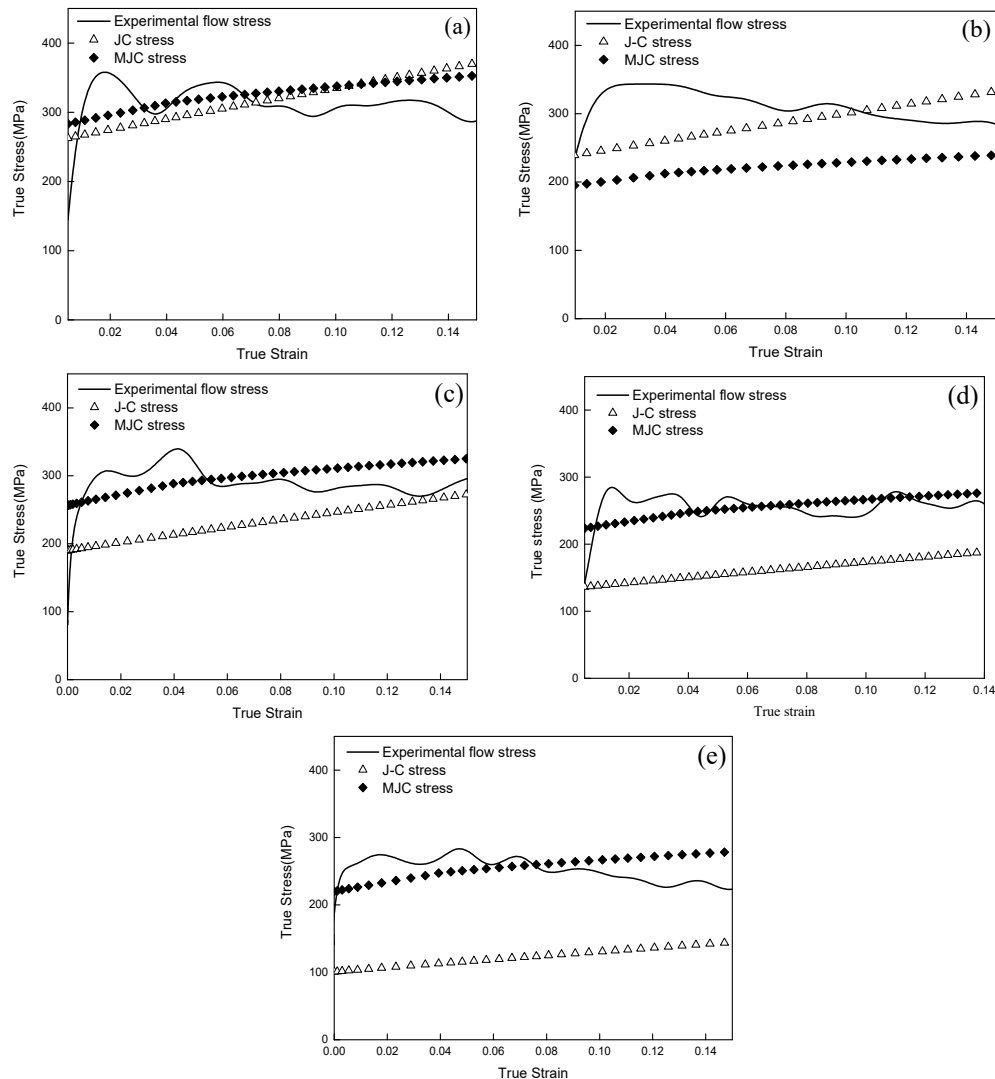 Experimental flow stress
JC stress
MJC stress
(a)
400
300
200
100
0
0.02 0.04 0.06 0.08 0.10 0.12 0.14
True Strain
True Stress(MPa)
Experimental flow stress
J-C stress
MJC stress
(b)
400
300
200
100
0
0.02 0.04 0.06 0.08 0.10 0.12 0.14
True Strain
True Stress(MPa)
Experimental flow stress
J-C stress
MJC stress
(c)
400
300
200
100
0
0.00 0.02 0.04 0.06 0.08 0.10 0.12 0.14
True Strain
True Stress(MPa)
Experimental flow stress
J-C stress
MJC stress
(d)
400
300
200
100
0
0.02 0.04 0.06 0.08 0.10 0.12 0.14
True strain
True stress (MPa)
Experimental flow stress
J-C stress
MJC stress
(e)
400
300
200
100
0
0.00 0.02 0.04 0.06 0.08 0.10 0.12 0.14
True Strain
True Stress(MPa)